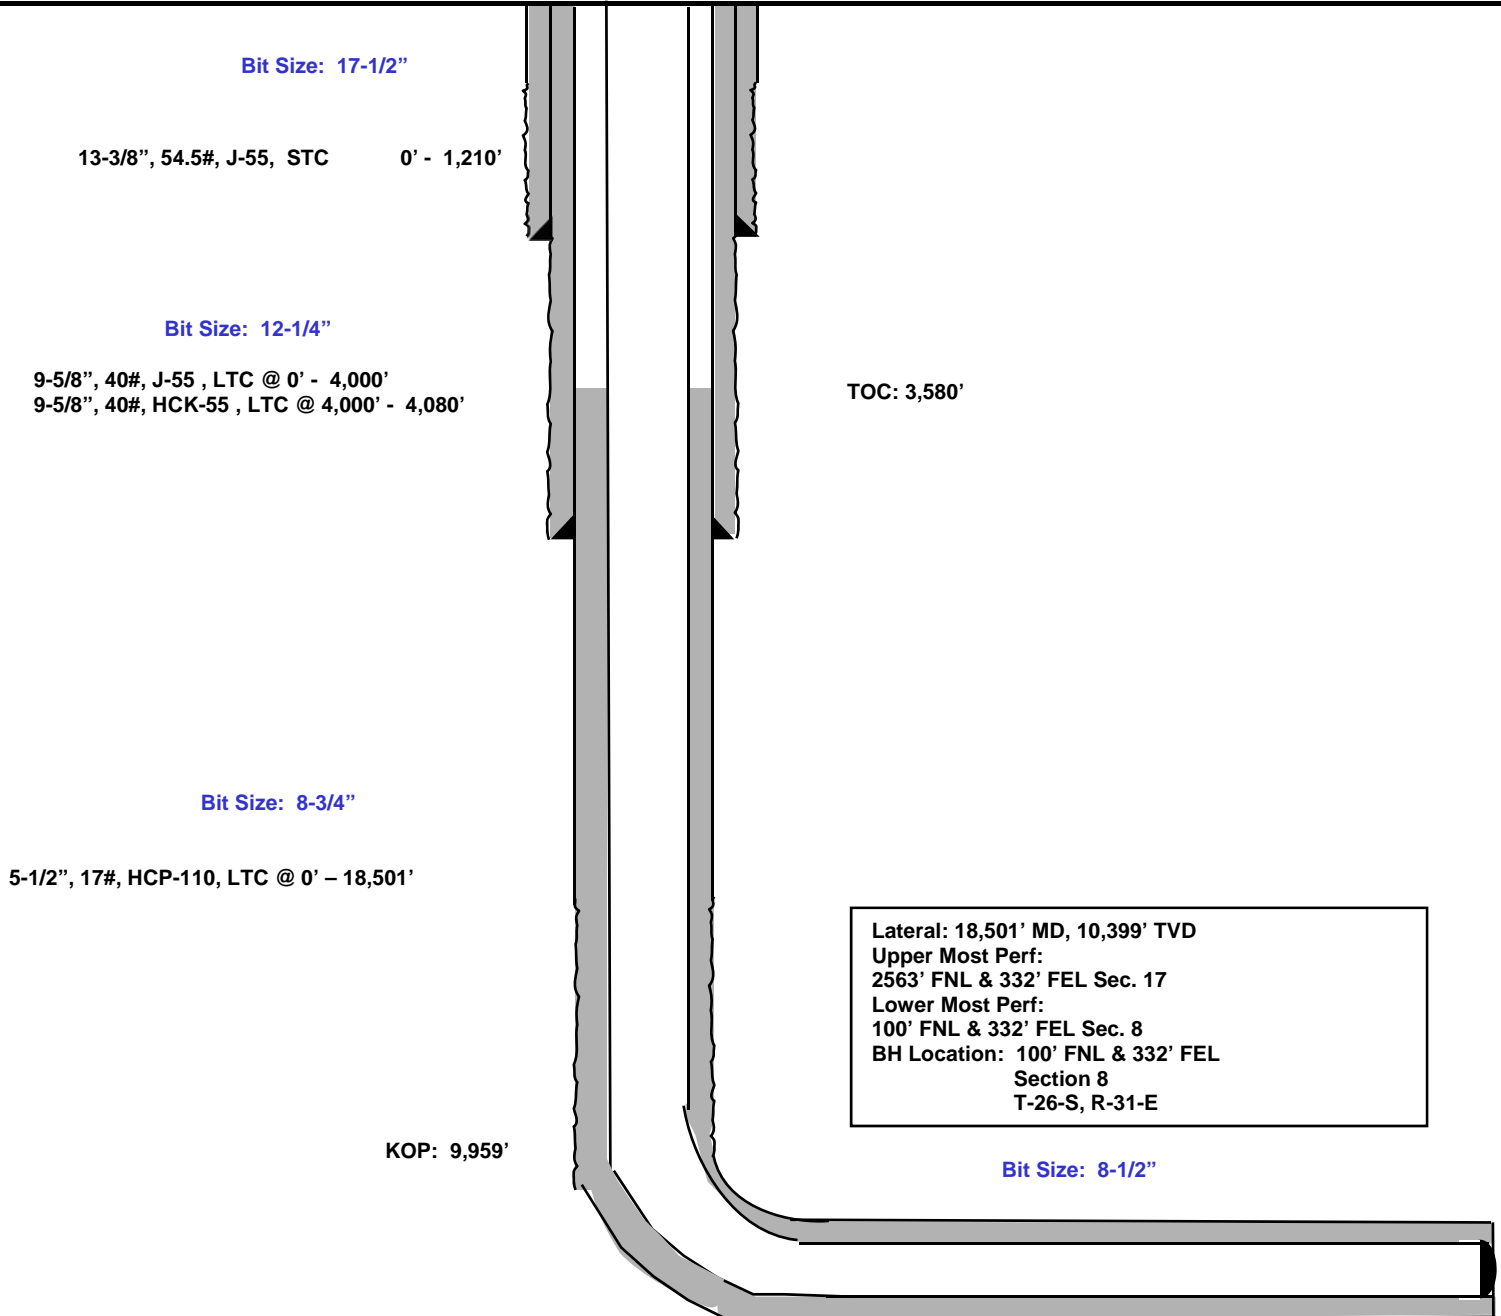 Bit Size: 17-1/2”
13-3/8”, 54.5#, J-55, STC 0’ - 1,210’
Bit Size: 12-1/4”
9-5/8”, 40#, J-55 , LTC @ 0’ - 4,000’
9-5/8”, 40#, HCK-55 , LTC @ 4,000’ - 4,080’
TOC: 3,580’
Bit Size: 8-3/4”
5-1/2”, 17#, HCP-110, LTC @ 0’ – 18,501’
Lateral: 18,501’ MD, 10,399’ TVD
Upper Most Perf:
2563’ FNL & 332’ FEL Sec. 17
Lower Most Perf:
100’ FNL & 332’ FEL Sec. 8
BH Location: 100’ FNL & 332’ FEL
Section 8
T-26-S, R-31-E
KOP: 9,959’
Bit Size: 8-1/2”